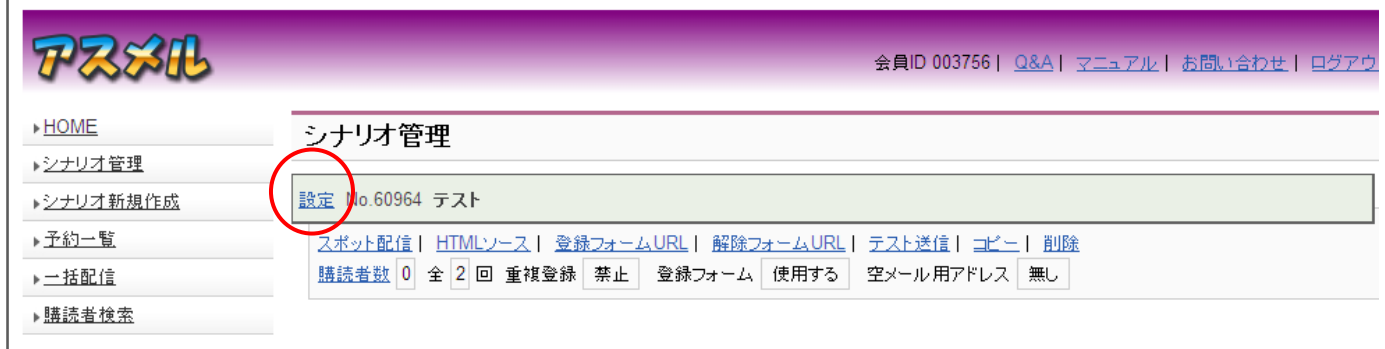 アスメル
会員ID 003756 | Q&A | マニュアル | お問い合わせ | ログアウ
HOME
シナリオ管理
シナリオ新規作成
予約一覧
一括配信
購読者検索
シナリオ管理
設定 No.60964 テスト
スポット配信 | HTMLソース | 登録フォームURL | 解除フォームURL | テスト送信 | コピー | 削除
購読者数 0 全 2 回 重複登録 禁止 登録フォーム 使用する 空メール用アドレス 無し